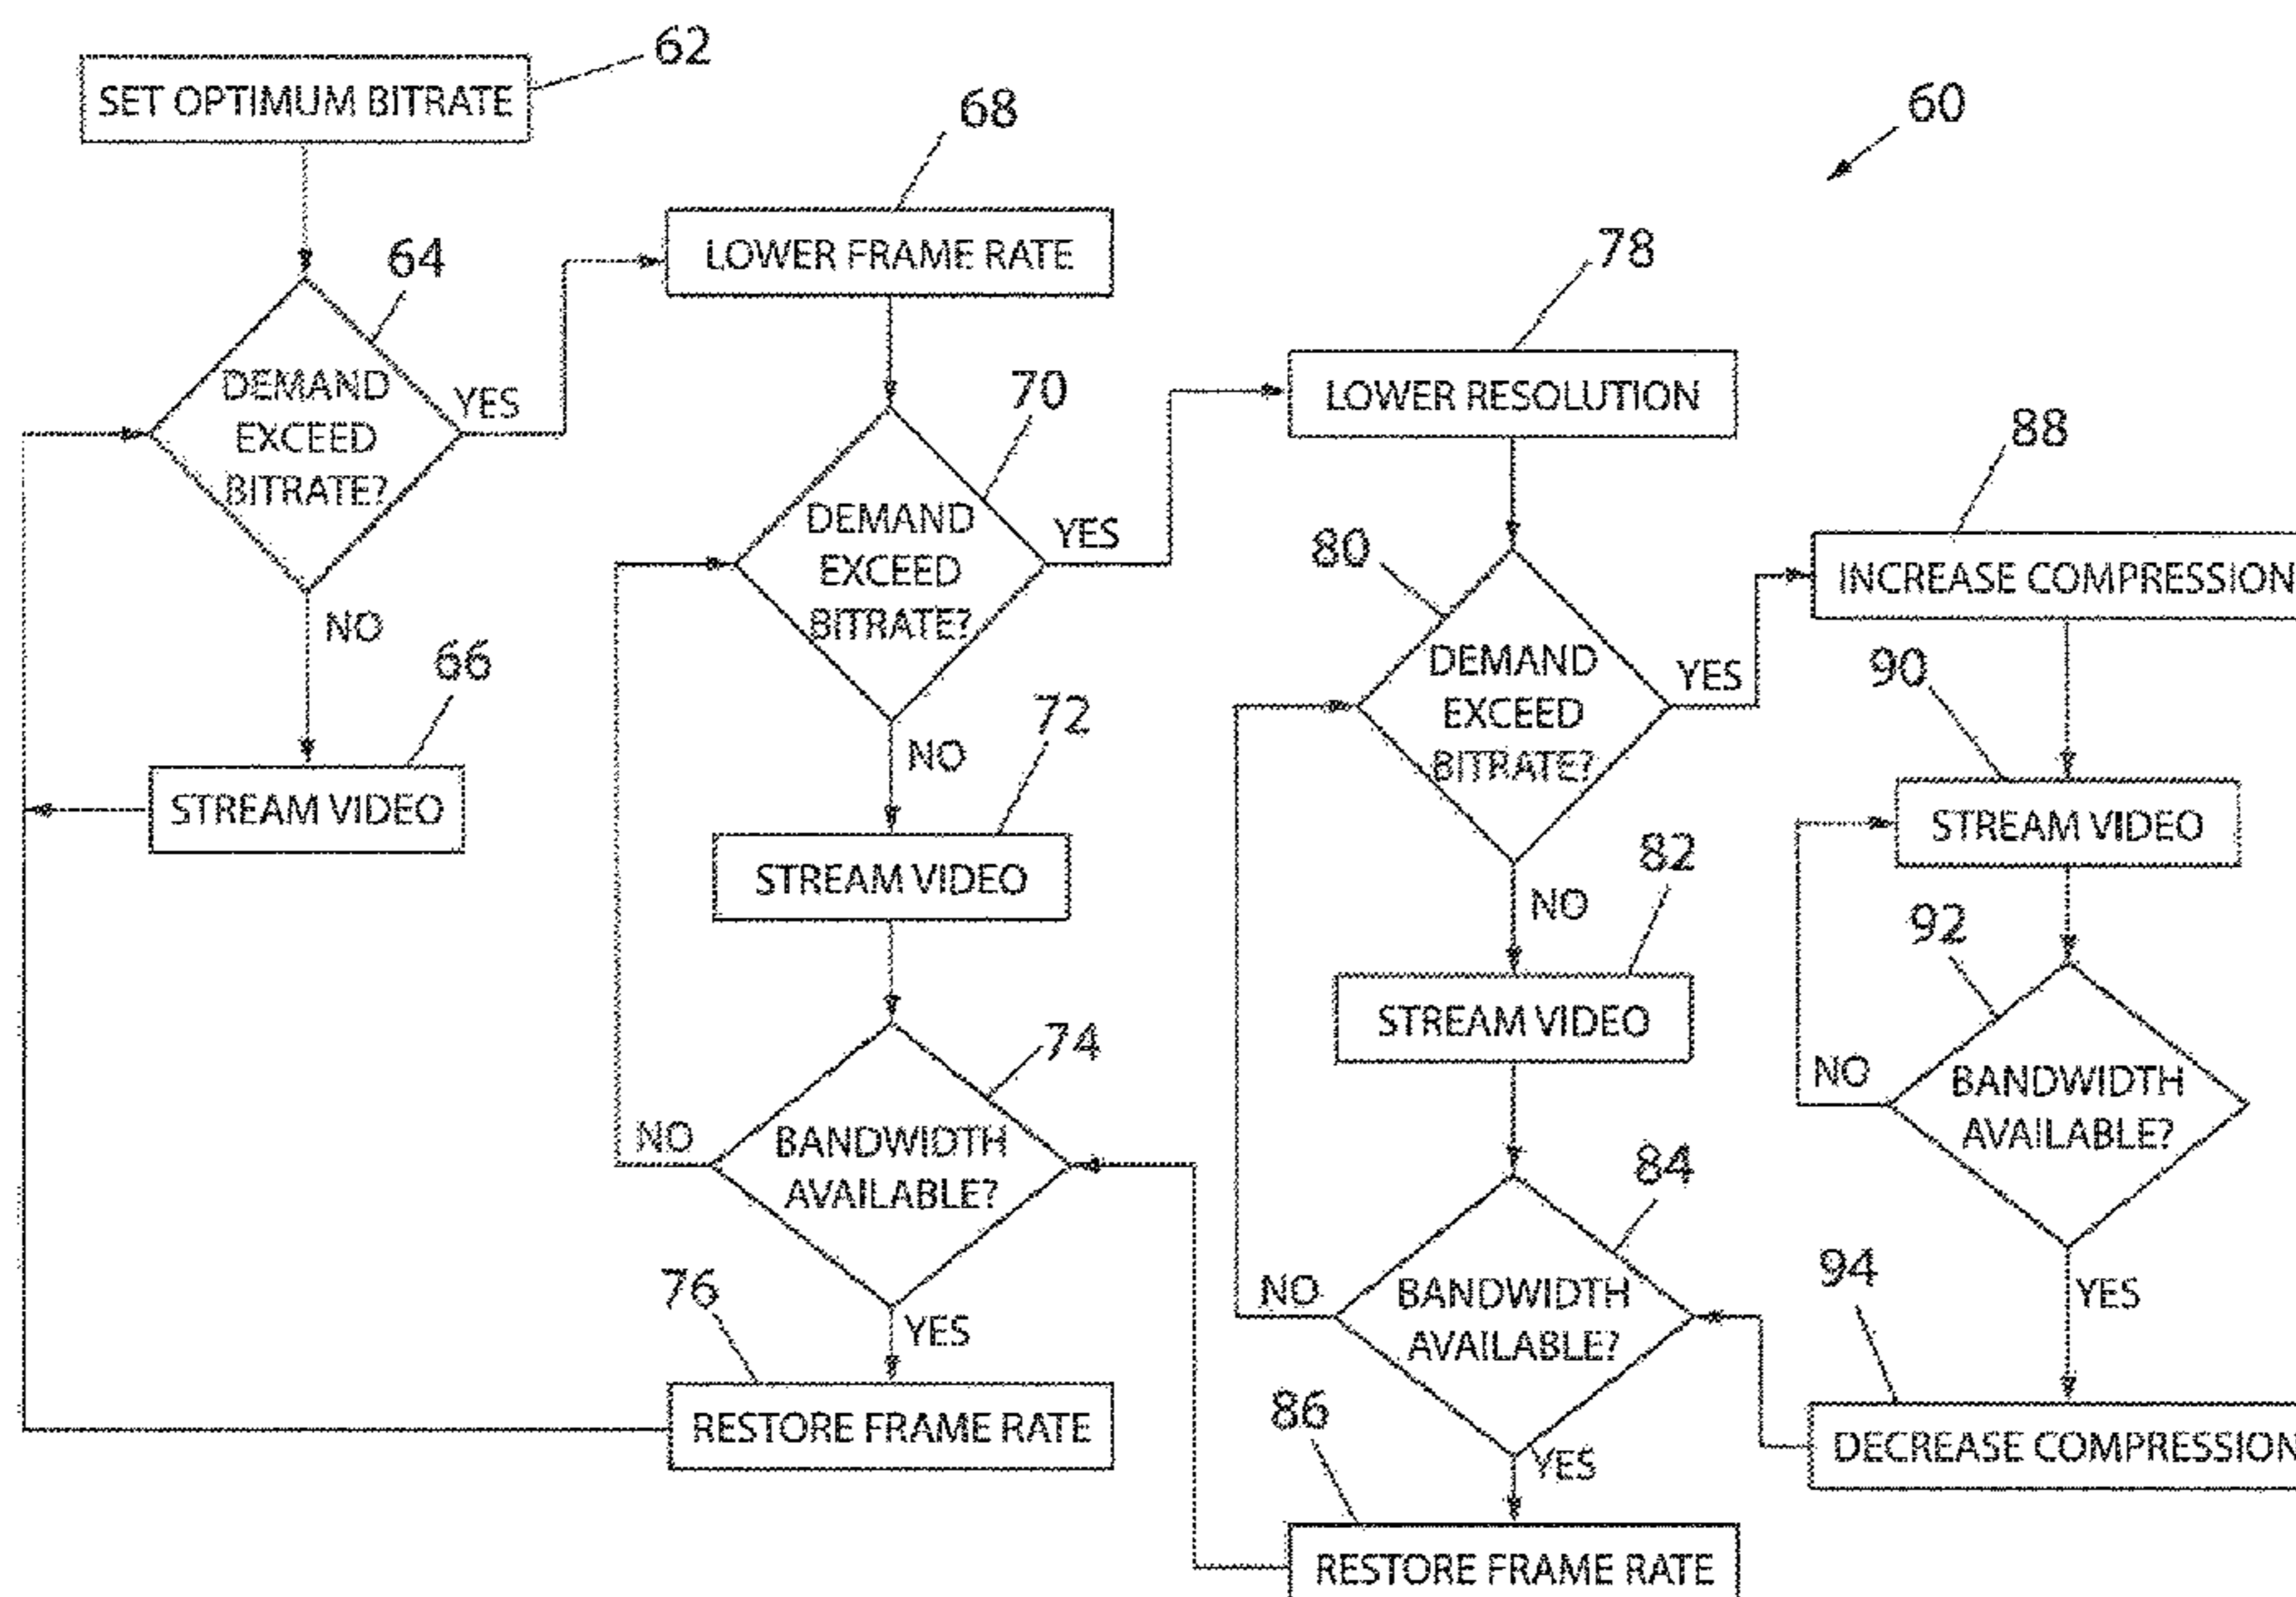 62
SET OPTIMUM BITRATE
64
DEMAND
EXCEED
BITRATE?
YES
NO
66
STREAM VIDEO
68
LOWER FRAME RATE
70
DEMAND
EXCEED
BITRATE?
YES
NO
72
STREAM VIDEO
74
BANDWIDTH
AVAILABLE?
NO
YES
76
RESTORE FRAME RATE
60
78
LOWER RESOLUTION
80
DEMAND
EXCEED
BITRATE?
YES
NO
82
STREAM VIDEO
84
BANDWIDTH
AVAILABLE?
NO
YES
86
RESTORE FRAME RATE
88
INCREASE COMPRESSION
90
STREAM VIDEO
92
BANDWIDTH
AVAILABLE?
NO
YES
94
DECREASE COMPRESSION